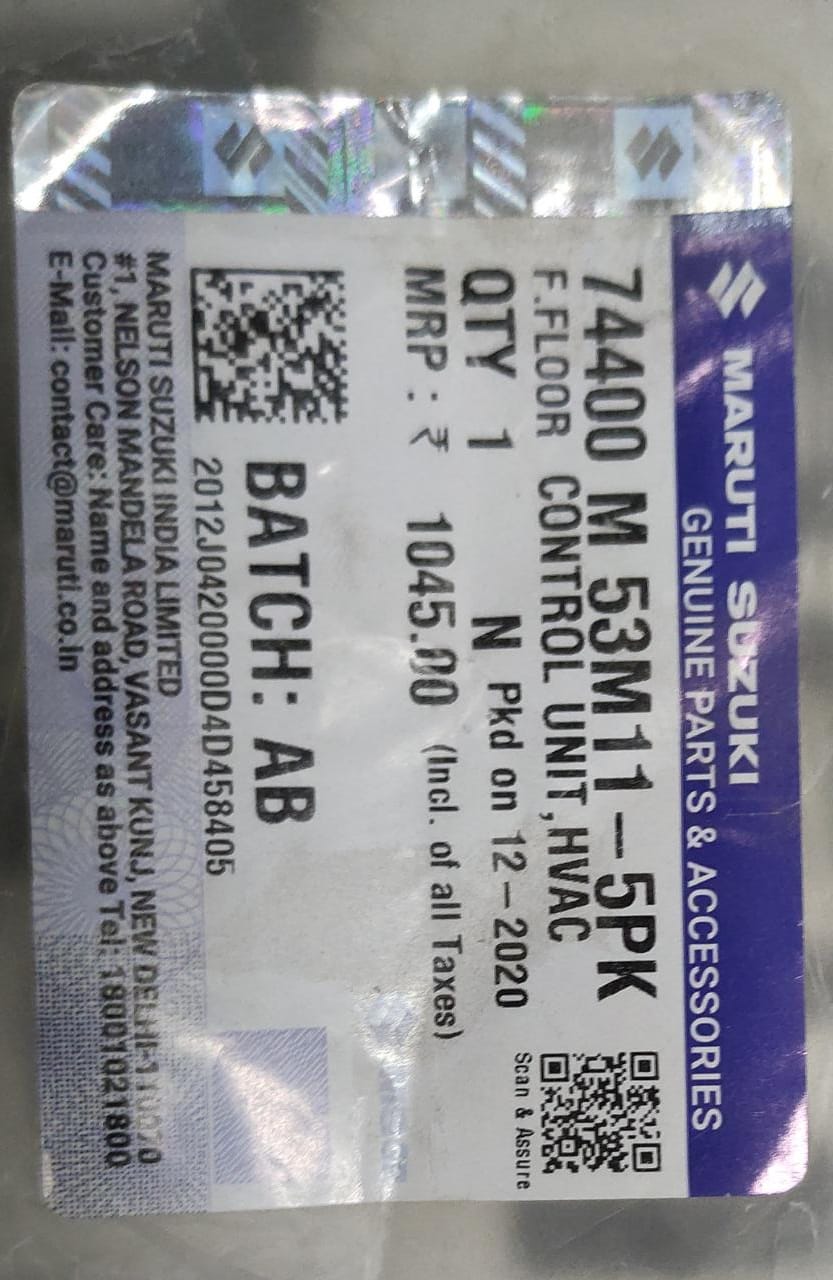 MARUTI SUZUKI
GENUINE PARTS & ACCESSORIES
74400 M 53M11-5PK
F.FLOOR CONTROL UNIT,HVAC
QTY 1 N Pkd on 12-2020
Scan & Assure
MRP : ₹ 1045.00 (Incl. of all Taxes)
BATCH: AB
2012J0420000D4D458405
MARUTI SUZUKI INDIA LIMITED
#1, NELSON MANDELA ROAD, VASANT KUNJ, NEW DELHI-110070
Customer Care: Name and address as above Tel: 18001021800
E-Mail: contact@maruti.co.in